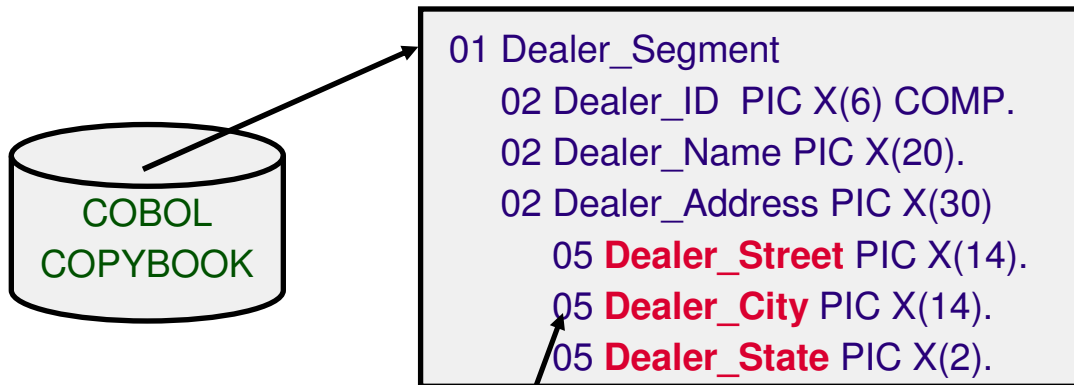 01 Dealer_Segment
02 Dealer_ID  PIC X(6) COMP.
02 Dealer_Name PIC X(20).
02 Dealer_Address PIC X(30)
05 Dealer_Street PIC X(14).
05 Dealer_City PIC X(14).
05 Dealer_State PIC X(2).
COBOL
COPYBOOK